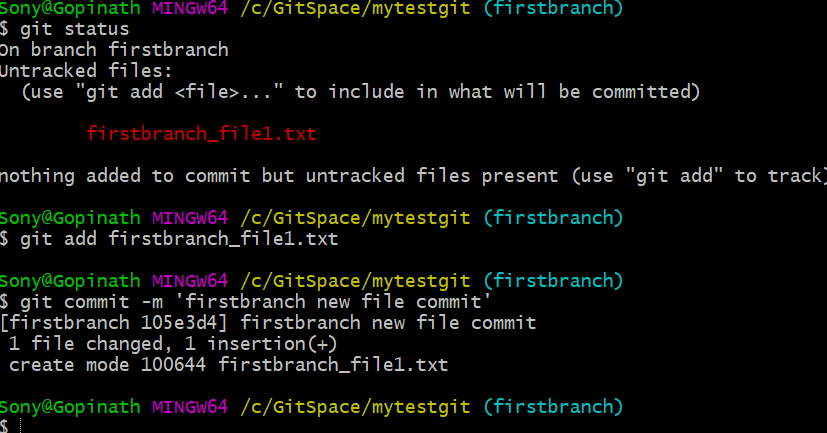 Sony@Gopinath MINGW64 /c/GitSpace/mytestgit (firstbranch)
$ git status
On branch firstbranch
Untracked files:
  (use "git add <file>..." to include in what will be committed)

        firstbranch_file1.txt

nothing added to commit but untracked files present (use "git add" to track)

Sony@Gopinath MINGW64 /c/GitSpace/mytestgit (firstbranch)
$ git add firstbranch_file1.txt

Sony@Gopinath MINGW64 /c/GitSpace/mytestgit (firstbranch)
$ git commit -m 'firstbranch new file commit'
[firstbranch 105e3d4] firstbranch new file commit
 1 file changed, 1 insertion(+)
 create mode 100644 firstbranch_file1.txt

Sony@Gopinath MINGW64 /c/GitSpace/mytestgit (firstbranch)
$